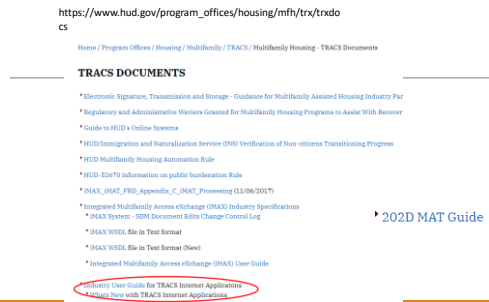 https://www.hud.gov/program_offices/housing/mfh/trx/trxdo
cs
Home / Program Offices / Housing / Multifamily / TRACS / Multifamily Housing - TRACS Documents
TRACS DOCUMENTS
Electronic Signature, Transmission and Storage - Guidance for Multifamily Assisted Housing Industry Par
Regulatory and Administrative Waviers Granted for Multifamily Housing Programs to Assist With Recover
Guide to HUD's Online Systems
HUD/Immigration and Naturalization Service (INS) Verification of Non-citizens Transitioning Progress
HUD Multifamily Housing Automation Rule
HUD-52670 information on public burdenation Rule
iMAX_iMAT_FRD_Appendix_C_iMAT_Processing (11/06/2017)
Integrated Multifamily Access eXchange (iMAX) Industry Specifications
iMAX System - SDM Document Edits Change Control Log
202D MAT Guide
iMAX WSDL file in Text format
iMAX WSDL file in Text format (New)
Integrated Multifamily Access eXchange (iMAX) User Guide
Industry User Guide for TRACS Internet Applicatons
Whats New with TRACS Internet Applications